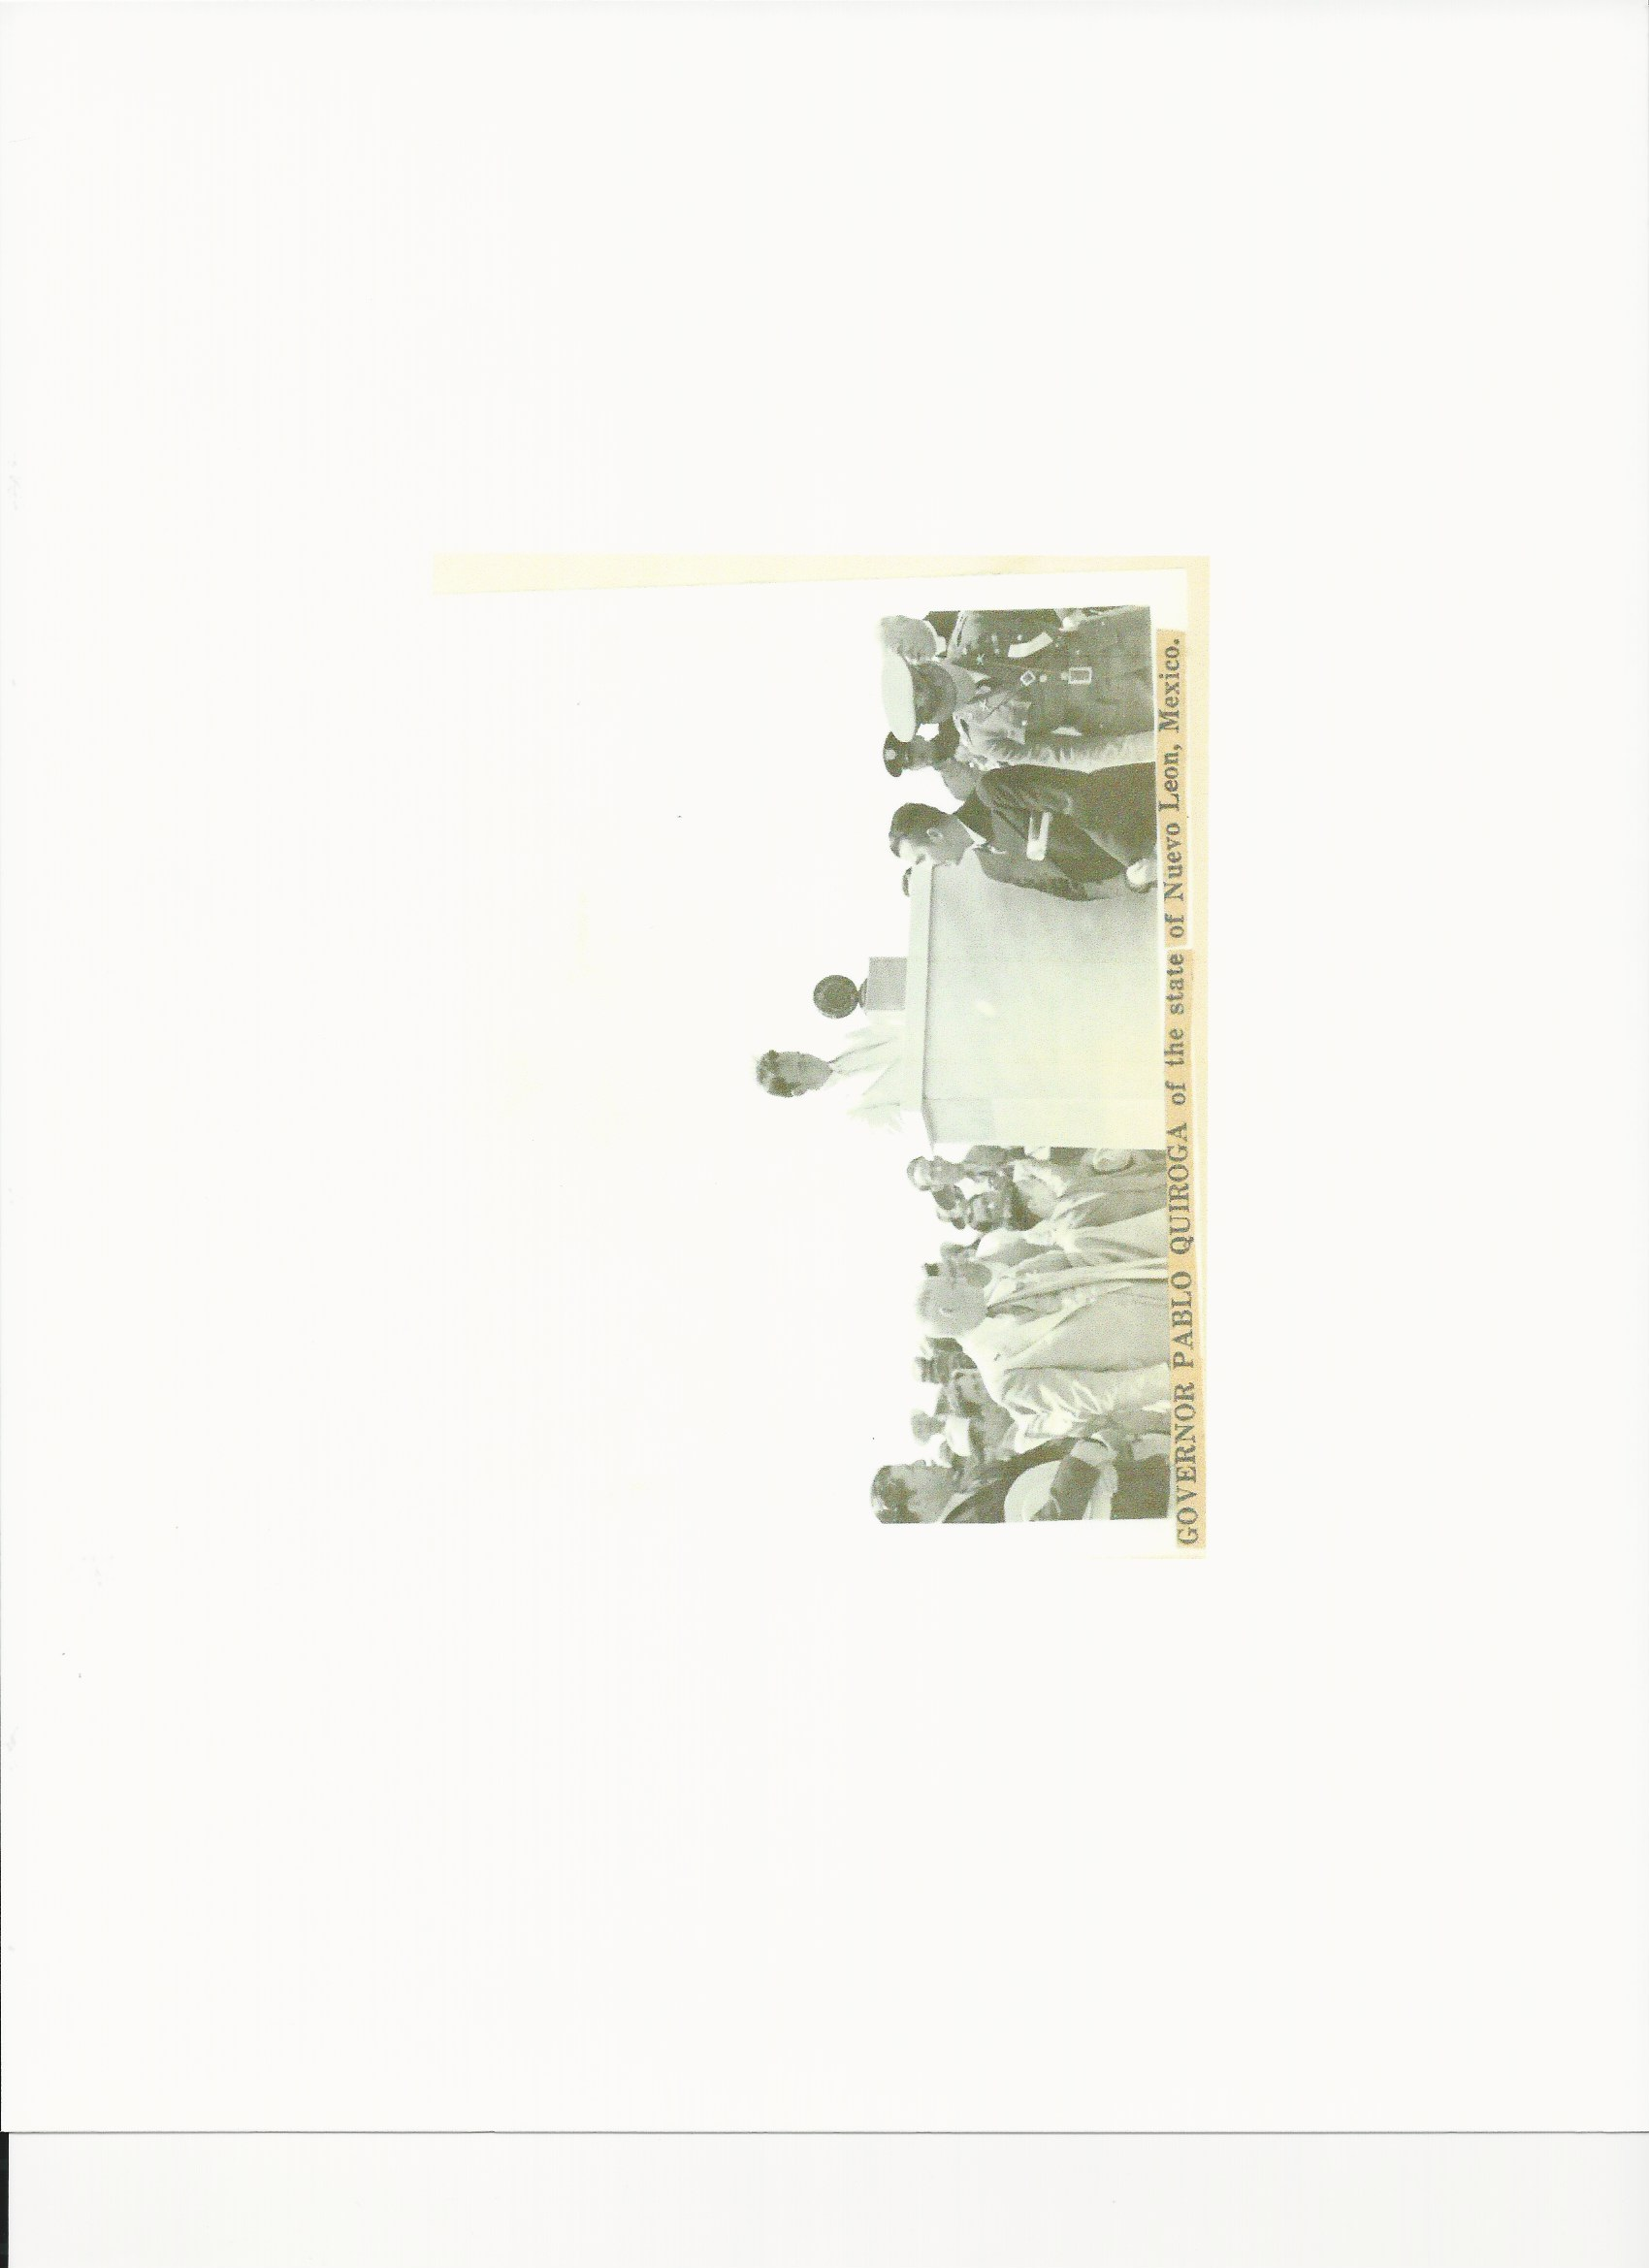 GOVERNOR PABLO QUIROGA of the state of Nuevo Leon, Mexico.